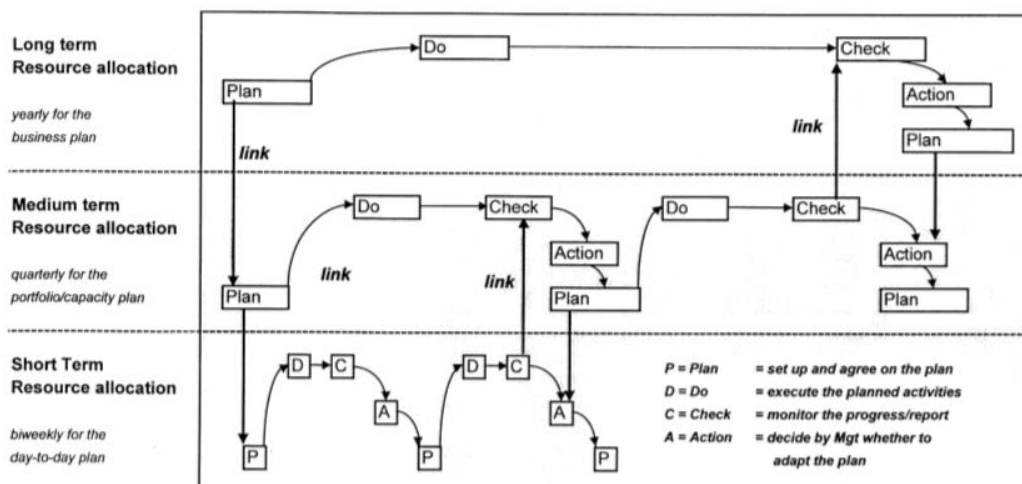 Long term
Resource allocation
yearly for the
business plan
Plan
Do
Check
Action
Plan
link
link
Medium term
Resource allocation
quarterly for the
portfolio/capacity plan
Plan
Do
Check
Action
Plan
Do
Check
Action
Plan
link
link
Short Term
Resource allocation
biweekly for the
day-to-day plan
P
D
C
A
P
D
C
A
P
P = Plan = set up and agree on the plan
D = Do = execute the planned activities
C = Check = monitor the progress/report
A = Action = decide by Mgt whether to
adapt the plan